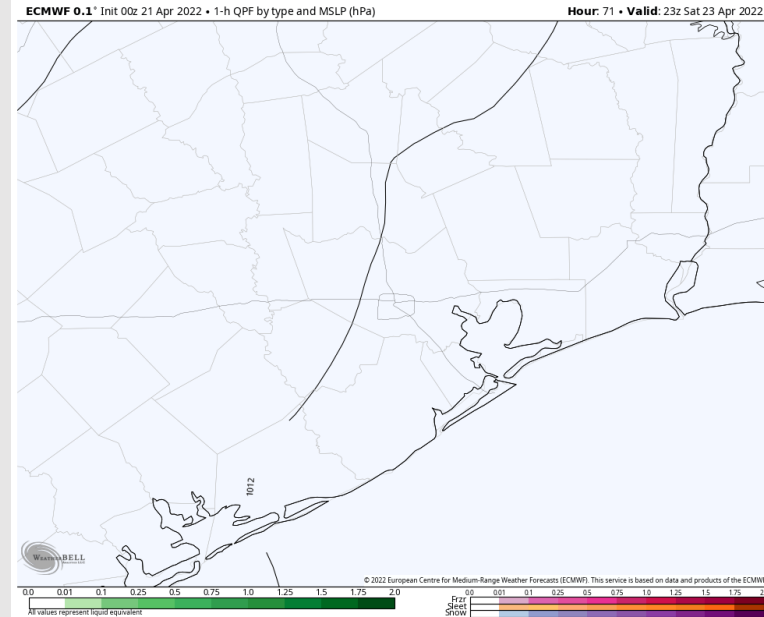 ECMWF 0.1° Init 00z 21 Apr 2022 • 1-h QPF by type and MSLP (hPa)
Hour: 71 • Valid: 23z Sat 23 Apr 2022
1012
WEATHERBELL
© 2022 European Centre for Medium-Range Weather Forecasts (ECMWF). This service is based on data and products of the ECMWF
0.0 0.01 0.1 0.25 0.5 0.75 1.0 1.25 1.5 1.75 2.0
0.0 0.01 0.1 0.25 0.5 0.75 1.0 1.25 1.5 1.75 2.
All values represent liquid equivalent
Frzr
Sleet
Snow